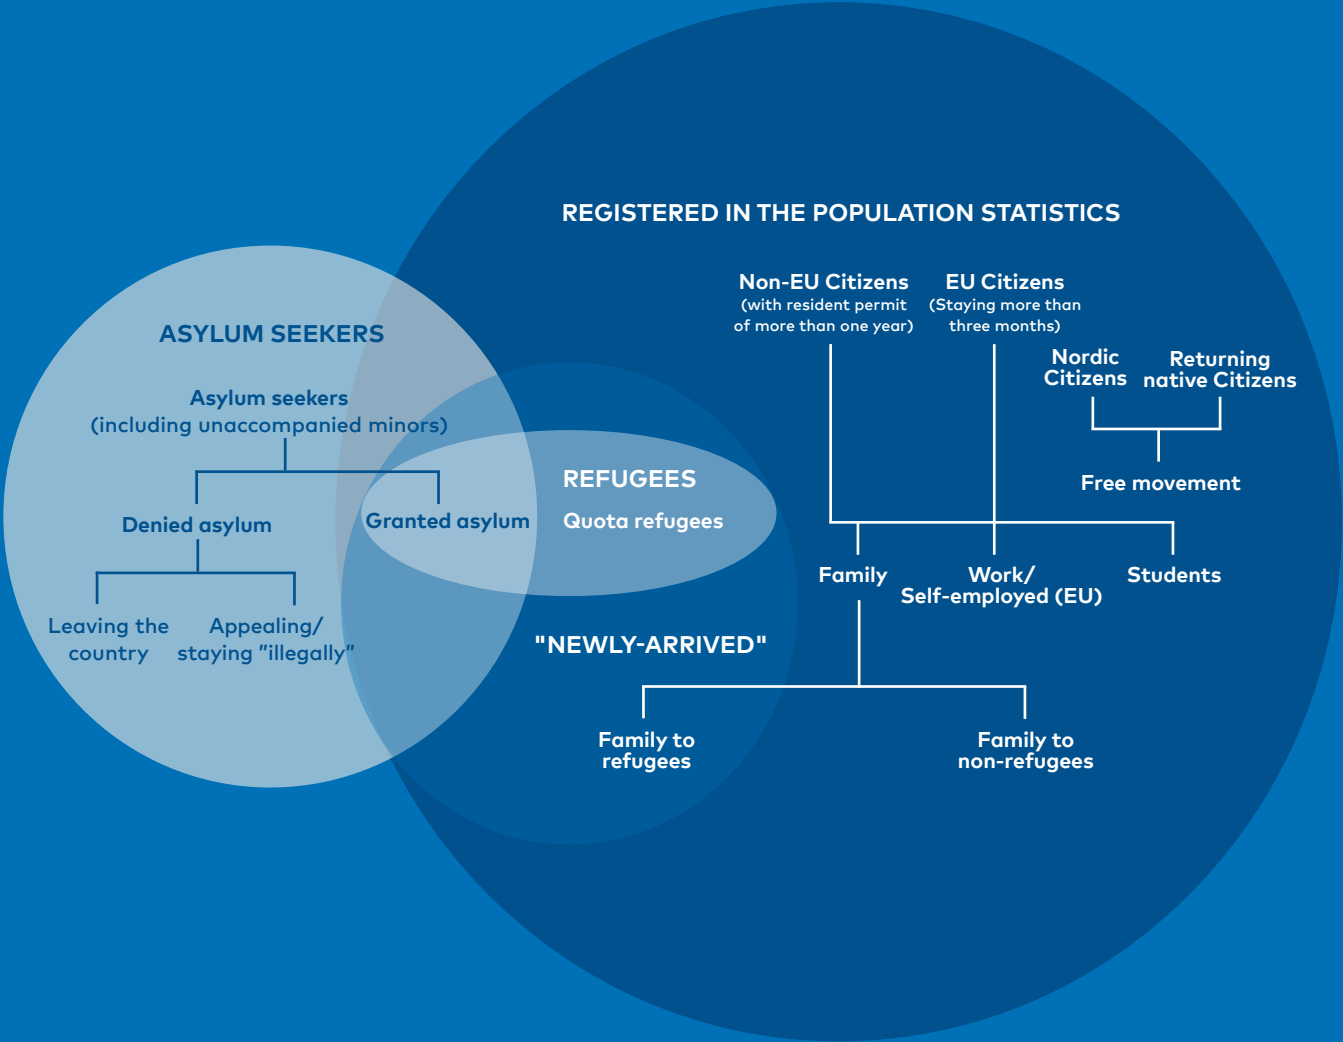 REGISTERED IN THE POPULATION STATISTICS
Non-EU Citizens
(with resident permit
of more than one year)
EU Citizens
(Staying more than
three months)
Nordic
Citizens
Returning
native Citizens
Free movement
ASYLUM SEEKERS
Asylum seekers
(including unaccompanied minors)
Denied asylum
Granted asylum
Leaving the
country
Appealing/
staying "illegally"
REFUGEES
Quota refugees
Family
Work/
Self-employed (EU)
Students
"NEWLY-ARRIVED"
Family to
refugees
Family to
non-refugees